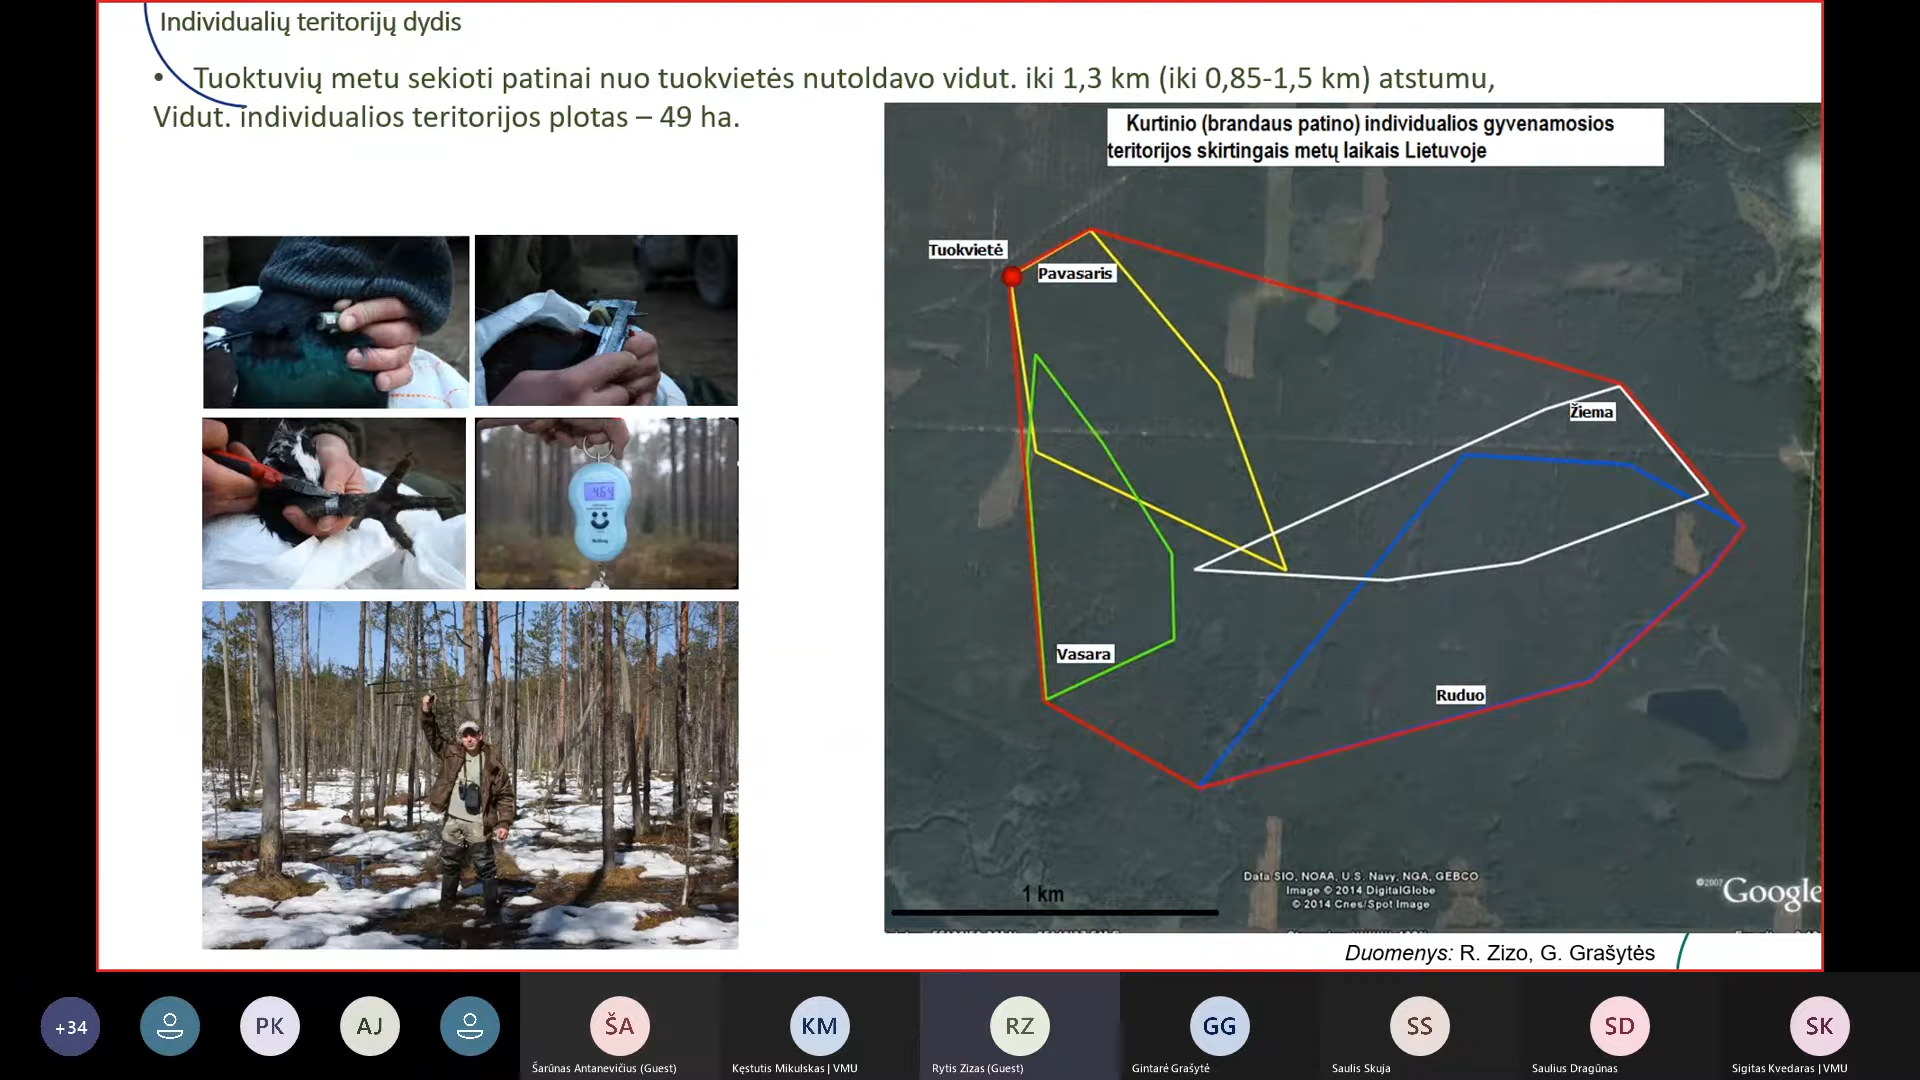 Individualių teritorijų dydis
• Tuoktuvių metu sekioti patinai nuo tuokvietės nutoldavo vidut. iki 1,3 km (iki 0,85-1,5 km) atstumu,
Vidut. individualios teritorijos plotas – 49 ha.
Kurtinio (brandaus patino) individualios gyvenamosios
teritorijos skirtingais metų laikais Lietuvoje
Tuokvietė
Pavasaris
Žiema
Vasara
Ruduo
4.64
1 km
Data SIO, NOAA, U.S. Navy, NGA, GEBCO
Image © 2014 DigitalGlobe
© 2014 Cnes/Spot Image
©2007 Google
Duomenys: R. Zizo, G. Grašytės
+34
PK
AJ
ŠA
KM
RZ
GG
SS
SD
SK
Šarūnas Antanevičius (Guest)
Kęstutis Mikulskas | VMU
Rytis Zizas (Guest)
Gintarė Grašytė
Saulis Skuja
Saulius Dragūnas
Sigitas Kvedaras | VMU